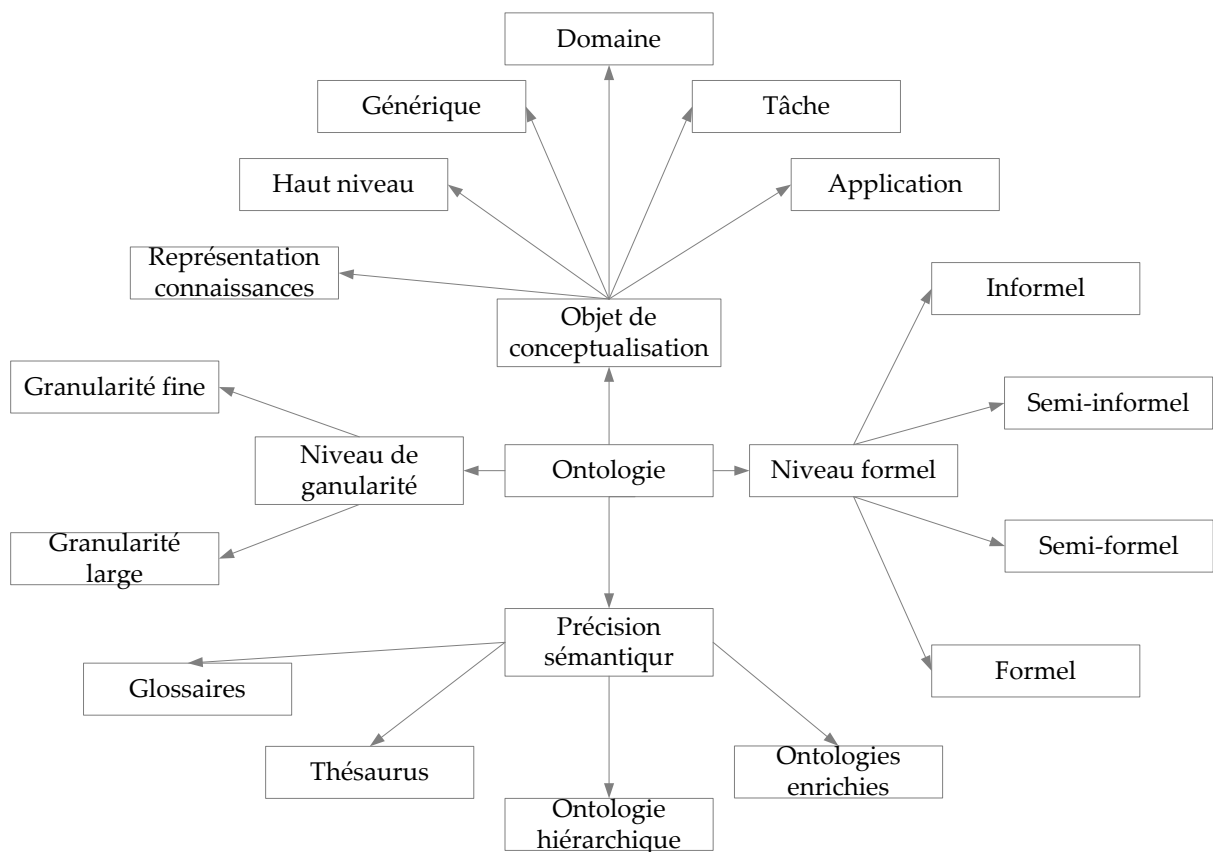 Domaine
Générique
Tâche
Haut niveau
Application
Représentation
connaissances
Informel
Objet de
conceptualisation
Granularité fine
Semi-informel
Niveau de
ganularité
Ontologie
Niveau formel
Granularité
large
Semi-formel
Précision
sémantiqur
Glossaires
Formel
Thésaurus
Ontologies
enrichies
Ontologie
hiérarchique